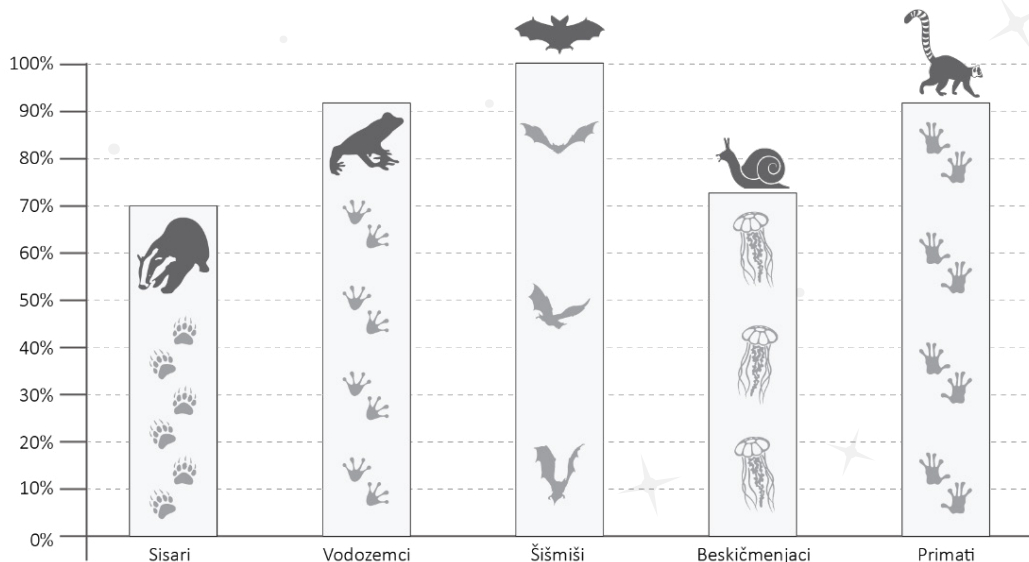 100%
90%
80%
70%
60%
50%
40%
30%
20%
10%
0%
Sisari
Vodozemci
Šišmiši
Beskičmenjaci
Primati